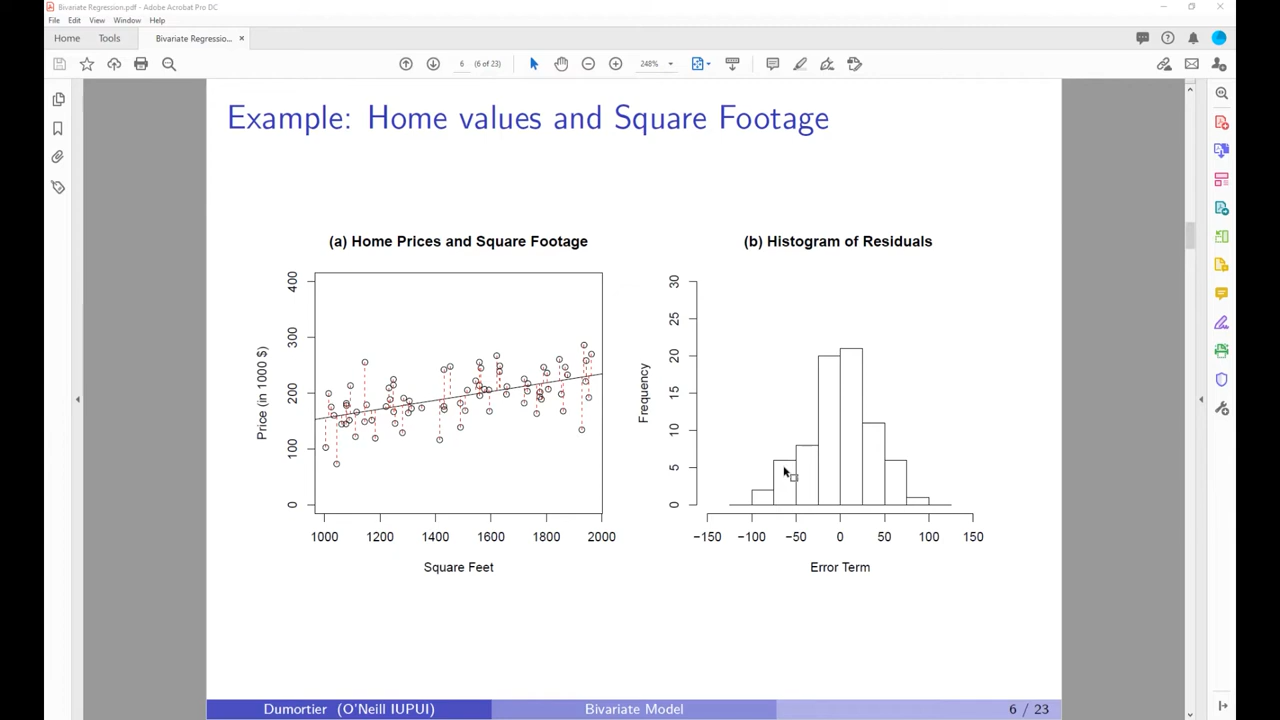 Bivariate Regression.pdf - Adobe Acrobat Pro DC
File Edit View Window Help
Home Tools Bivariate Regressio... ×
6 (6 of 23) 248%
Example: Home values and Square Footage
(a) Home Prices and Square Footage
Price (in 1000 $)
400
300
200
100
0
1000 1200 1400 1600 1800 2000
Square Feet
(b) Histogram of Residuals
Frequency
30
25
20
15
10
5
0
−150 −100 −50 0 50 100 150
Error Term
Dumortier (O'Neill IUPUI) Bivariate Model 6 / 23